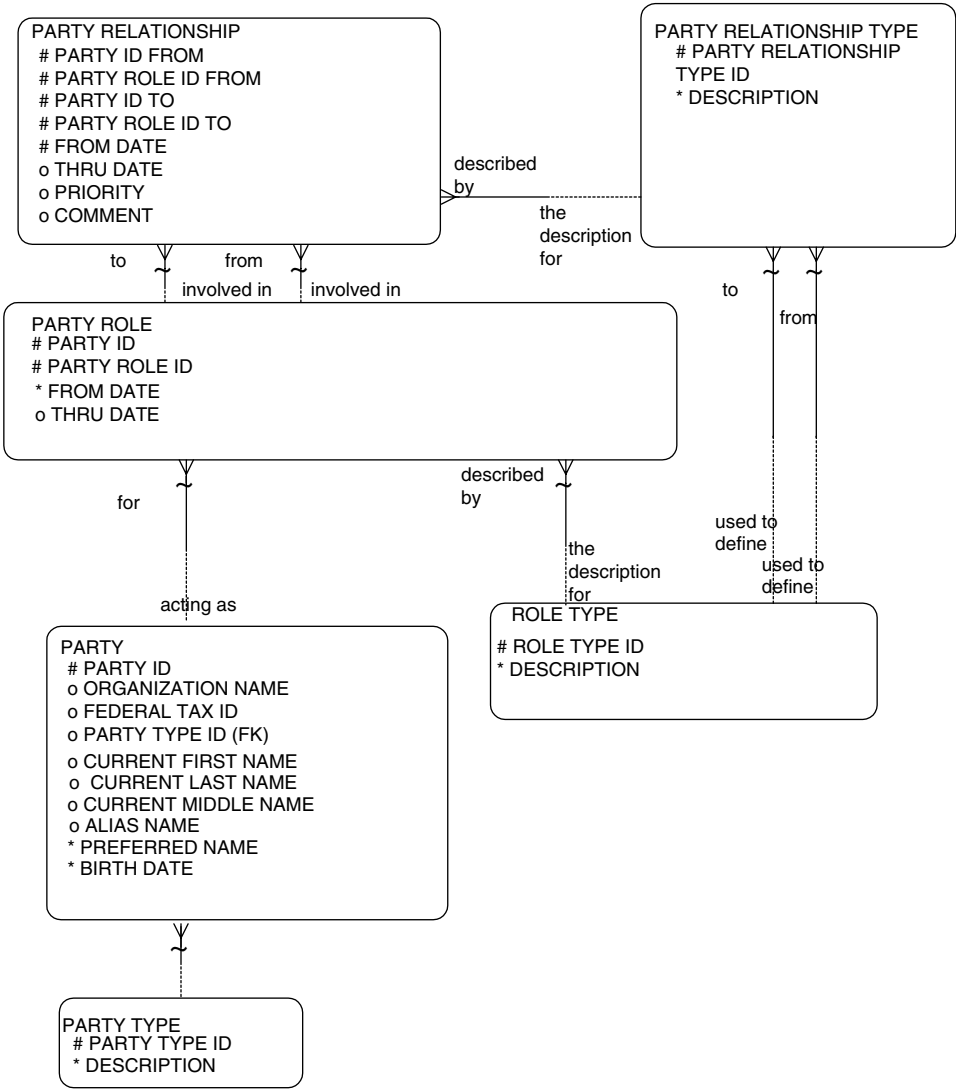 PARTY RELATIONSHIP
# PARTY ID FROM
# PARTY ROLE ID FROM
# PARTY ID TO
# PARTY ROLE ID TO
# FROM DATE
o THRU DATE
o PRIORITY
o COMMENT
PARTY RELATIONSHIP TYPE
# PARTY RELATIONSHIP
TYPE ID
* DESCRIPTION
described
by
the
description
for
to
from
involved in
involved in
to
from
PARTY ROLE
# PARTY ID
# PARTY ROLE ID
* FROM DATE
o THRU DATE
for
described
by
acting as
the
description
for
used to
define
used to
define
ROLE TYPE
# ROLE TYPE ID
* DESCRIPTION
PARTY
# PARTY ID
o ORGANIZATION NAME
o FEDERAL TAX ID
o PARTY TYPE ID (FK)
o CURRENT FIRST NAME
o CURRENT LAST NAME
o CURRENT MIDDLE NAME
o ALIAS NAME
* PREFERRED NAME
* BIRTH DATE
PARTY TYPE
# PARTY TYPE ID
* DESCRIPTION